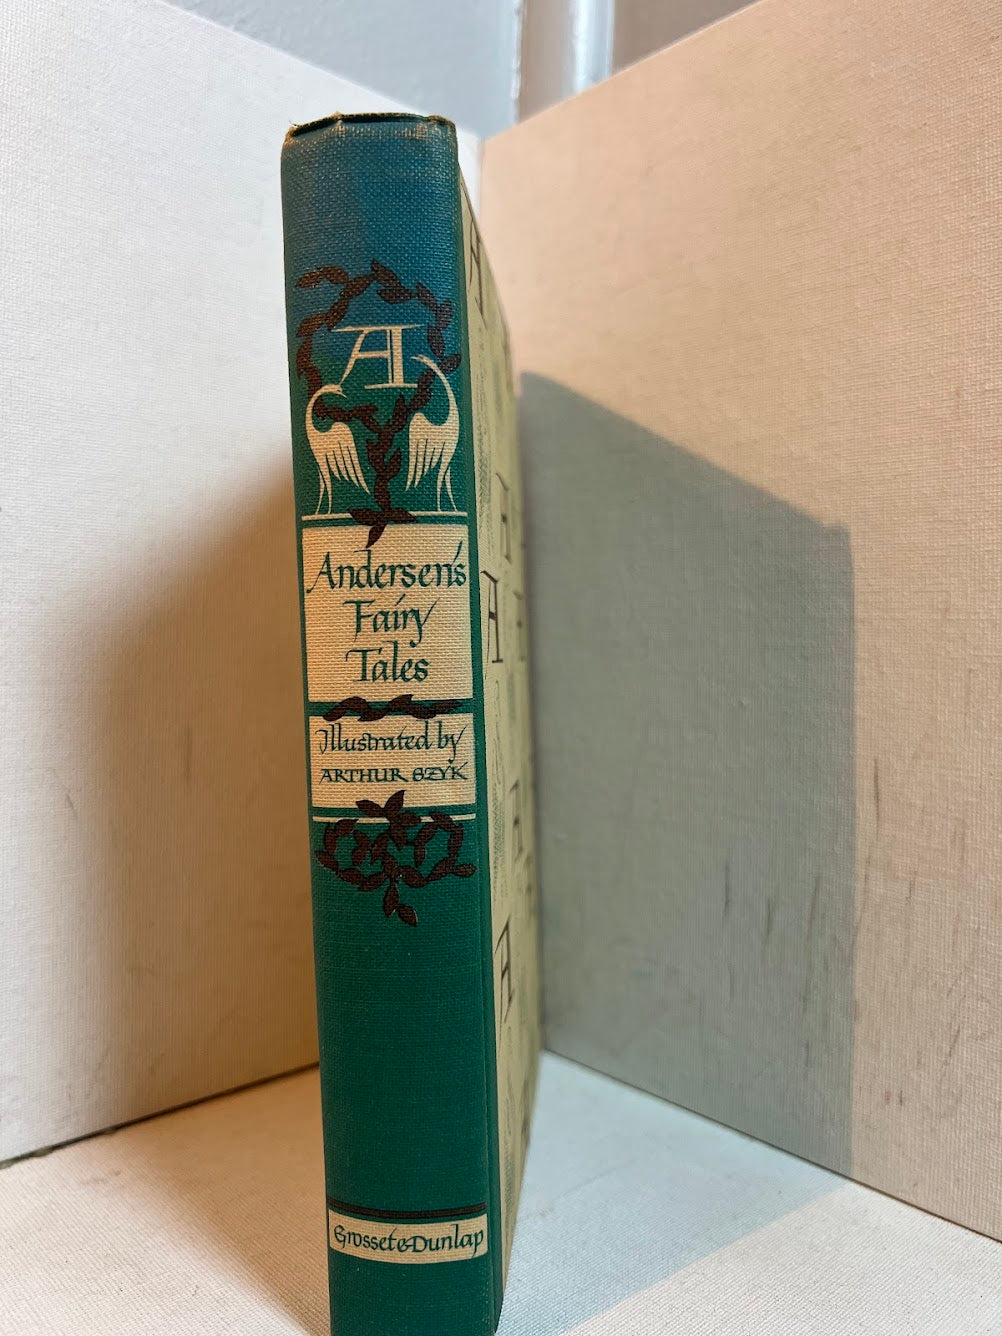 A
Andersen's
Fairy
Tales
Illustrated by
ARTHUR SZYK
Grosset & Dunlap
A
A
A
A
A